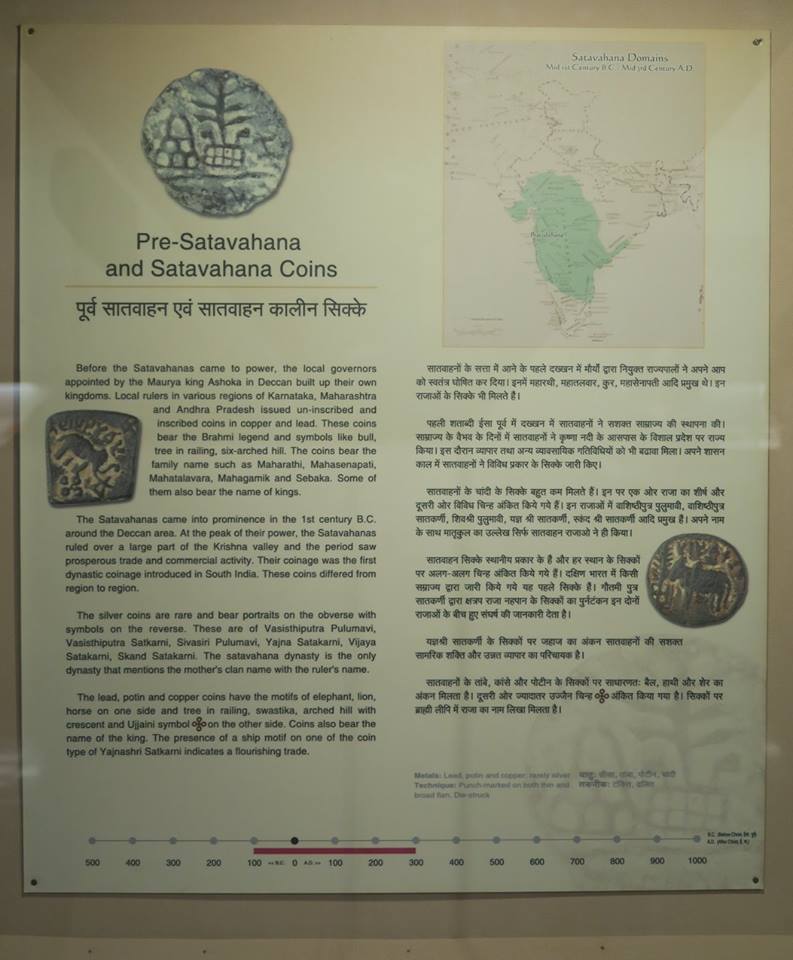 Pre-Satavahana
and Satavahana Coins
पूर्व सातवाहन एवं सातवाहन कालीन सिक्के
Before the Satavahanas came to power, the local governors
appointed by the Maurya king Ashoka in Deccan built up their own
kingdoms. Local rulers in various regions of Karnataka, Maharashtra
and Andhra Pradesh issued un-inscribed and
inscribed coins in copper and lead. These coins
bear the Brahmi legend and symbols like bull,
tree in railing, six-arched hill. The coins bear the
family name such as Maharathi, Mahasenapati,
Mahatalavara, Mahagamik and Sebaka. Some of
them also bear the name of kings.
The Satavahanas came into prominence in the 1st century B.C.
around the Deccan area. At the peak of their power, the Satavahanas
ruled over a large part of the Krishna valley and the period saw
prosperous trade and commercial activity. Their coinage was the first
dynastic coinage introduced in South India. These coins differed from
region to region.
The silver coins are rare and bear portraits on the obverse with
symbols on the reverse. These are of Vasisthiputra Pulumavi,
Vasisthiputra Satkarni, Sivasiri Pulumavi, Yajna Satakarni, Vijaya
Satakarni, Skand Satakarni. The satavahana dynasty is the only
dynasty that mentions the mother's clan name with the ruler's name.
The lead, potin and copper coins have the motifs of elephant, lion,
horse on one side and tree in railing, swastika, arched hill with
crescent and Ujjaini symbol on the other side. Coins also bear the
name of the king. The presence of a ship motif on one of the coin
type of Yajnashri Satkarni indicates a flourishing trade.
Satavahana Domains
Mid 1st Century B.C. - Mid 3rd Century A.D.
सातवाहनों के सत्ता में आने के पहले दख्खन में मौर्यो द्वारा नियुक्त राज्यपालों ने अपने आप
को स्वतंत्र घोषित कर दिया। इनमें महारथी, महातलवार, कुर, महासेनापती आदि प्रमुख थे। इन
राजाओं के सिक्के भी मिलते है।
पहली शताब्दी ईसा पूर्व में दख्खन में सातवाहनों ने सशक्त साम्राज्य की स्थापना की।
साम्राज्य के वैभव के दिनों में सातवाहनों ने कृष्णा नदी के आसपास के विशाल प्रदेश पर राज्य
किया। इस दौरान व्यापार तथा अन्य व्यावसायिक गतिविधियों को भी बढावा मिला। अपने शासन
काल में सातवाहनों ने विविध प्रकार के सिक्के जारी किए।
सातवाहनों के चांदी के सिक्के बहुत कम मिलते हैं। इन पर एक ओर राजा का शीर्ष और
दूसरी ओर विविध चिन्ह अंकित किये गये हैं। इन राजाओं में वाशिष्ठीपुत्र पुलुमावी, वाशिष्ठीपुत्र
सातकर्णी, शिवश्री पुलुमावी, यज्ञ श्री सातकर्णी, स्कंद श्री सातकर्णी आदि प्रमुख हैं। अपने नाम
के साथ मातृकुल का उल्लेख सिर्फ सातवाहन राजाओ ने ही किया।
सातवाहन सिक्के स्थानीय प्रकार के हैं और हर स्थान के सिक्कों
पर अलग-अलग चिन्ह अंकित किये गये हैं। दक्षिण भारत में किसी
सम्राज्य द्वारा जारी किये गये यह पहले सिक्के हैं। गौतमी पुत्र
सातकर्णी द्वारा क्षत्रप राजा नहपान के सिक्कों का पुर्नटंकन इन दोनों
राजाओं के बीच हुए संघर्ष की जानकारी देता है।
यज्ञश्री सातकर्णी के सिक्कों पर जहाज का अंकन सातवाहनों की सशक्त
सामरिक शक्ति और उन्नत व्यापार का परिचायक है।
सातवाहनों के तांबे, कांसे और पोटीन के सिक्कों पर साधारणतः बैल, हाथी और शेर का
अंकन मिलता है। दूसरी ओर ज्यादातर उज्जैन चिन्ह अंकित किया गया है। सिक्कों पर
ब्राह्मी लीपि में राजा का नाम लिखा मिलता है।
Metals: Lead, potin and copper; rarely silver धातु: सीसा, तांबा, पोटीन, चांदी
Technique: Punch-marked on both thin and तकनीक: टंकित, ढलित
broad flan. Die-struck
B.C. (Before Christ, ई. पू)
500 400 300 200 100 << B.C. 0 A.D. >> 100 200 300 400 500 600 700 800 900 1000